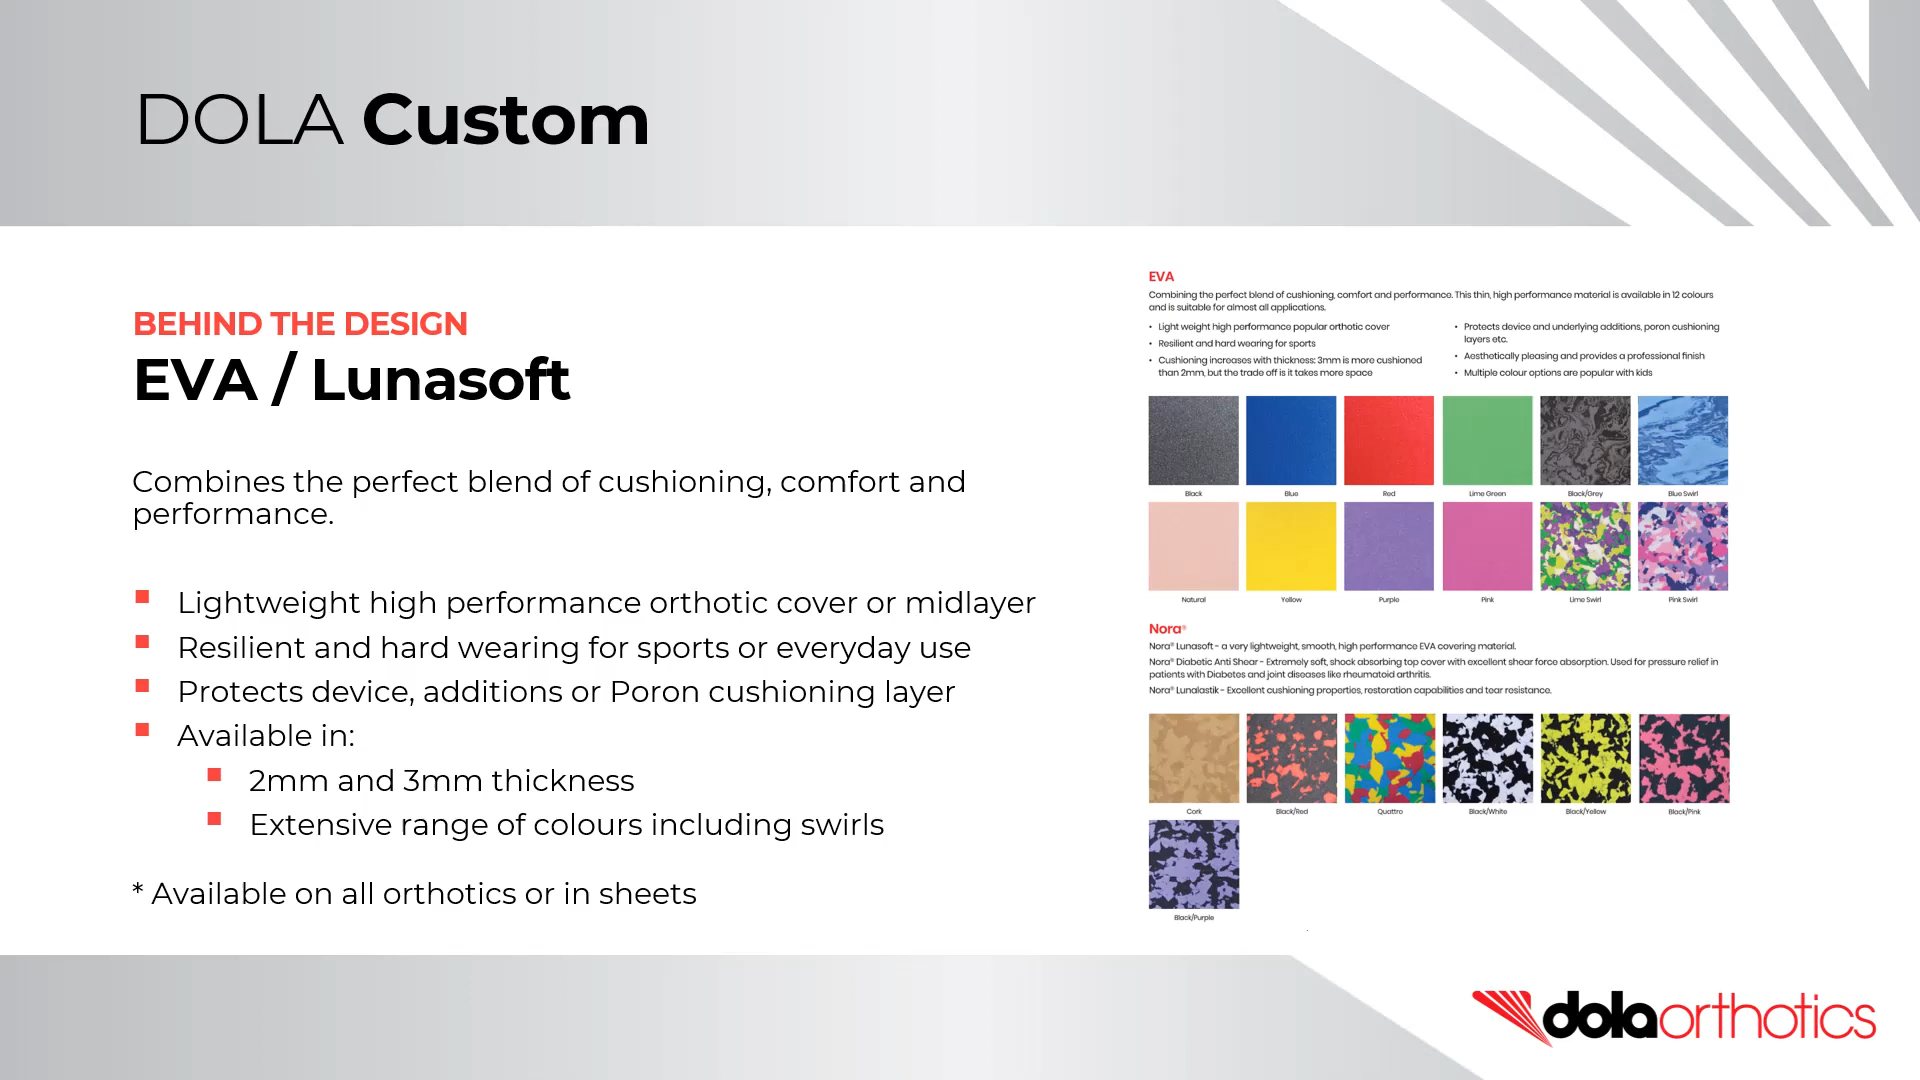 DOLA Custom
BEHIND THE DESIGN
EVA / Lunasoft
Combines the perfect blend of cushioning, comfort and
performance.
Lightweight high performance orthotic cover or midlayer
Resilient and hard wearing for sports or everyday use
Protects device, additions or Poron cushioning layer
Available in:
2mm and 3mm thickness
Extensive range of colours including swirls
* Available on all orthotics or in sheets
EVA
Combining the perfect blend of cushioning, comfort and performance. This thin, high performance material is available in 12 colours
and is suitable for almost all applications.
• Light weight high performance popular orthotic cover
• Resilient and hard wearing for sports
• Cushioning increases with thickness; 3mm is more cushioned
than 2mm, but the trade off is it takes more space
• Protects device and underlying additions, poron cushioning
layers etc.
• Aesthetically pleasing and provides a professional finish
• Multiple colour options are popular with kids
Black Blue Red Lime Green Black/Grey Blue Swirl
Natural Yellow Purple Pink Lime Swirl Pink Swirl
Nora®
Nora® Lunasoft - a very lightweight, smooth, high performance EVA covering material.
Nora® Diabetic Anti Shear - Extremely soft, shock absorbing top cover with excellent shear force absorption. Used for pressure relief in
patients with Diabetes and joint diseases like rheumatoid arthritis.
Nora® Lunalastik - Excellent cushioning properties, restoration capabilities and tear resistance.
Cork Black/Red Quattro Black/White Black/Yellow Black/Pink
Black/Purple
dolaorthotics